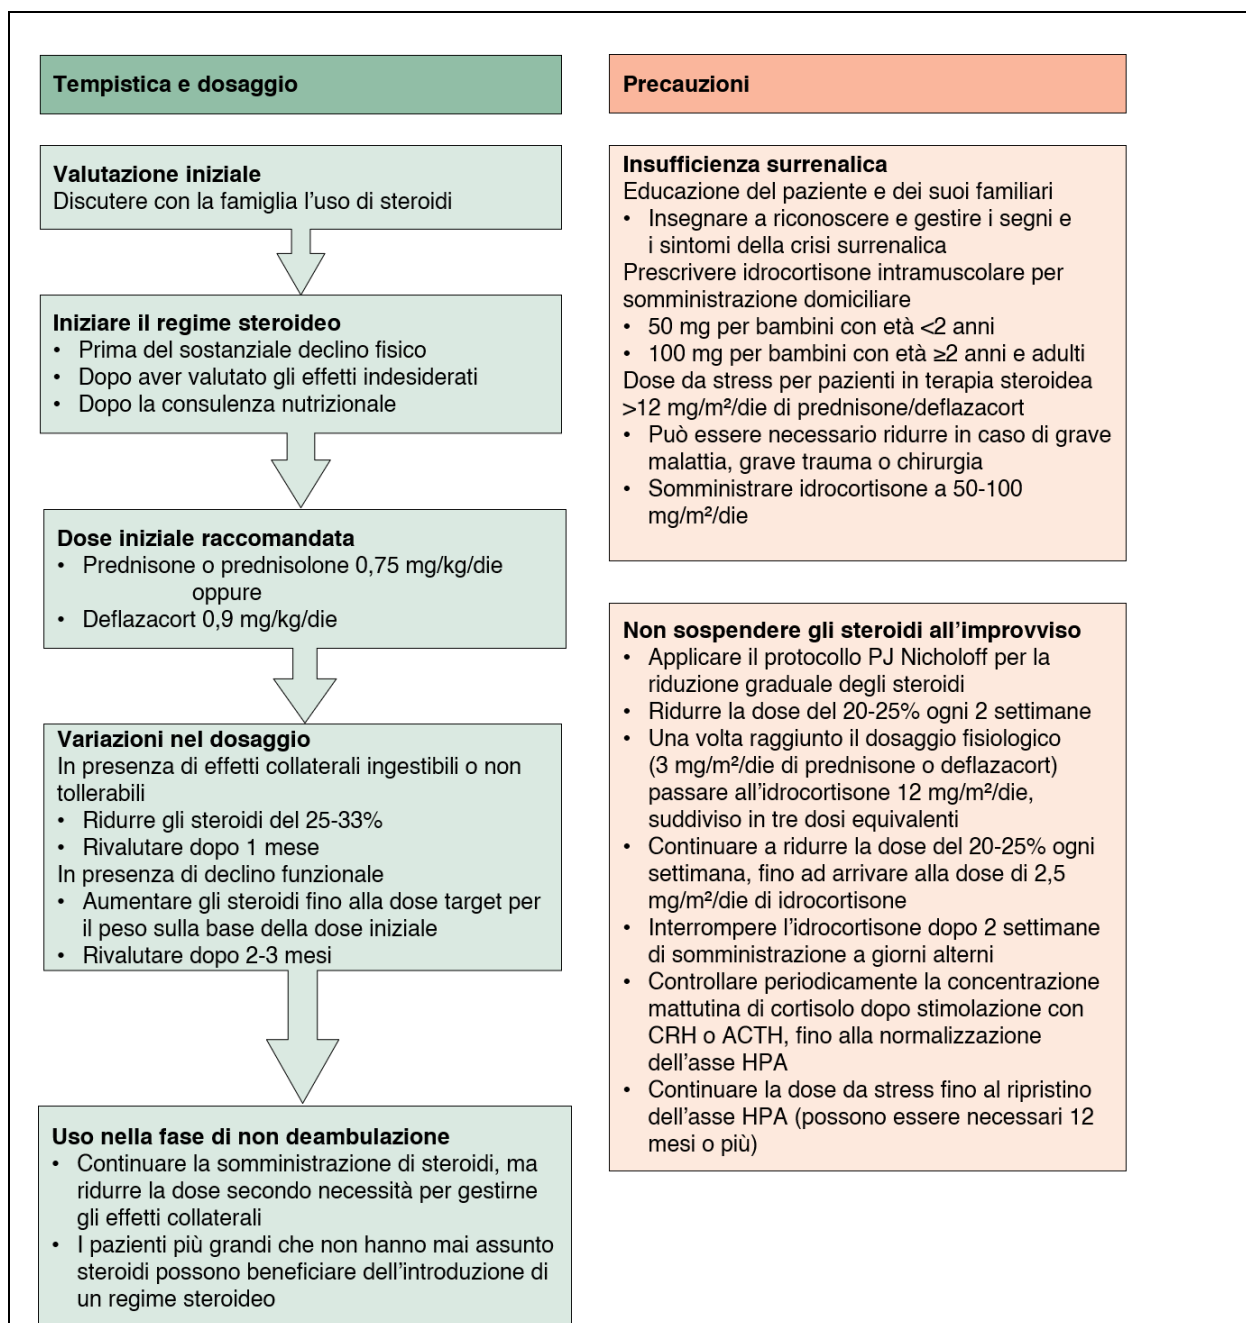 Tempistica e dosaggio
Valutazione iniziale
Discutere con la famiglia l'uso di steroidi
Iniziare il regime steroideo
• Prima del sostanziale declino fisico
• Dopo aver valutato gli effetti indesiderati
• Dopo la consulenza nutrizionale
Dose iniziale raccomandata
• Prednisone o prednisolone 0,75 mg/kg/die
oppure
• Deflazacort 0,9 mg/kg/die
Variazioni nel dosaggio
In presenza di effetti collaterali ingestibili o non
tollerabili
• Ridurre gli steroidi del 25-33%
• Rivalutare dopo 1 mese
In presenza di declino funzionale
• Aumentare gli steroidi fino alla dose target per
il peso sulla base della dose iniziale
• Rivalutare dopo 2-3 mesi
Uso nella fase di non deambulazione
• Continuare la somministrazione di steroidi, ma
ridurre la dose secondo necessità per gestirne
gli effetti collaterali
• I pazienti più grandi che non hanno mai assunto
steroidi possono beneficiare dell'introduzione di
un regime steroideo
Precauzioni
Insufficienza surrenalica
Educazione del paziente e dei suoi familiari
• Insegnare a riconoscere e gestire i segni e
i sintomi della crisi surrenalica
Prescrivere idrocortisone intramuscolare per
somministrazione domiciliare
• 50 mg per bambini con età <2 anni
• 100 mg per bambini con età ≥2 anni e adulti
Dose da stress per pazienti in terapia steroidea
>12 mg/m²/die di prednisone/deflazacort
• Può essere necessario ridurre in caso di grave
malattia, grave trauma o chirurgia
• Somministrare idrocortisone a 50-100
mg/m²/die
Non sospendere gli steroidi all'improvviso
• Applicare il protocollo PJ Nicholoff per la
riduzione graduale degli steroidi
• Ridurre la dose del 20-25% ogni 2 settimane
• Una volta raggiunto il dosaggio fisiologico
(3 mg/m²/die di prednisone o deflazacort)
passare all'idrocortisone 12 mg/m²/die,
suddiviso in tre dosi equivalenti
• Continuare a ridurre la dose del 20-25% ogni
settimana, fino ad arrivare alla dose di 2,5
mg/m²/die di idrocortisone
• Interrompere l'idrocortisone dopo 2 settimane
di somministrazione a giorni alterni
• Controllare periodicamente la concentrazione
mattutina di cortisolo dopo stimolazione con
CRH o ACTH, fino alla normalizzazione
dell'asse HPA
• Continuare la dose da stress fino al ripristino
dell'asse HPA (possono essere necessari 12
mesi o più)